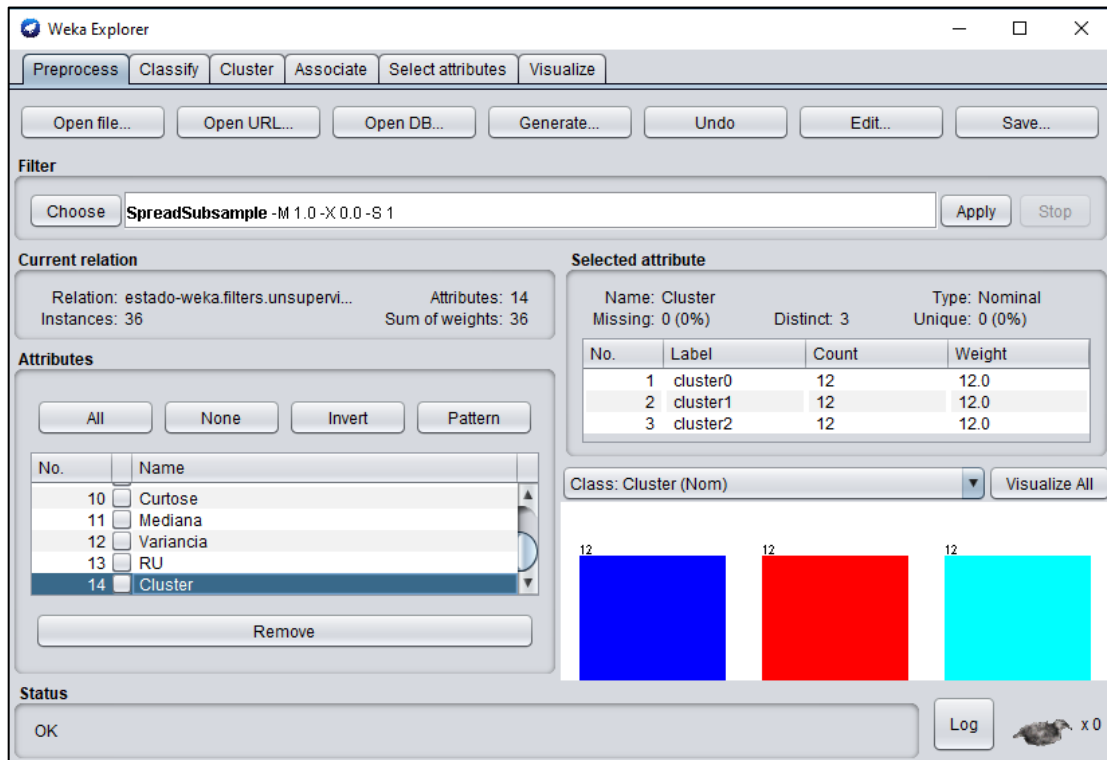 Weka Explorer
Preprocess Classify Cluster Associate Select attributes Visualize
Open file... Open URL... Open DB... Generate... Undo Edit... Save...
Filter
Choose SpreadSubsample -M 1.0 -X 0.0 -S 1 Apply Stop
Current relation
Relation: estado-weka.filters.unsupervi... Attributes: 14
Instances: 36 Sum of weights: 36
Attributes
All None Invert Pattern
No. Name
10 Curtose
11 Mediana
12 Variancia
13 RU
14 Cluster
Remove
Selected attribute
Name: Cluster Type: Nominal
Missing: 0 (0%) Distinct: 3 Unique: 0 (0%)
No. Label Count Weight
1 cluster0 12 12.0
2 cluster1 12 12.0
3 cluster2 12 12.0
Class: Cluster (Nom) Visualize All
12 12 12
Status
OK
Log x 0